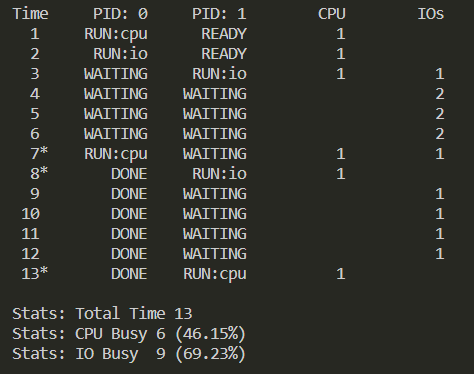 Time PID: 0 PID: 1 CPU IOs
1 RUN:cpu READY 1
2 RUN:io READY 1
3 WAITING RUN:io 1 1
4 WAITING WAITING 2
5 WAITING WAITING 2
6 WAITING WAITING 2
7* RUN:cpu WAITING 1 1
8* DONE RUN:io 1
9 DONE WAITING 1
10 DONE WAITING 1
11 DONE WAITING 1
12 DONE WAITING 1
13* DONE RUN:cpu 1
Stats: Total Time 13
Stats: CPU Busy 6 (46.15%)
Stats: IO Busy 9 (69.23%)